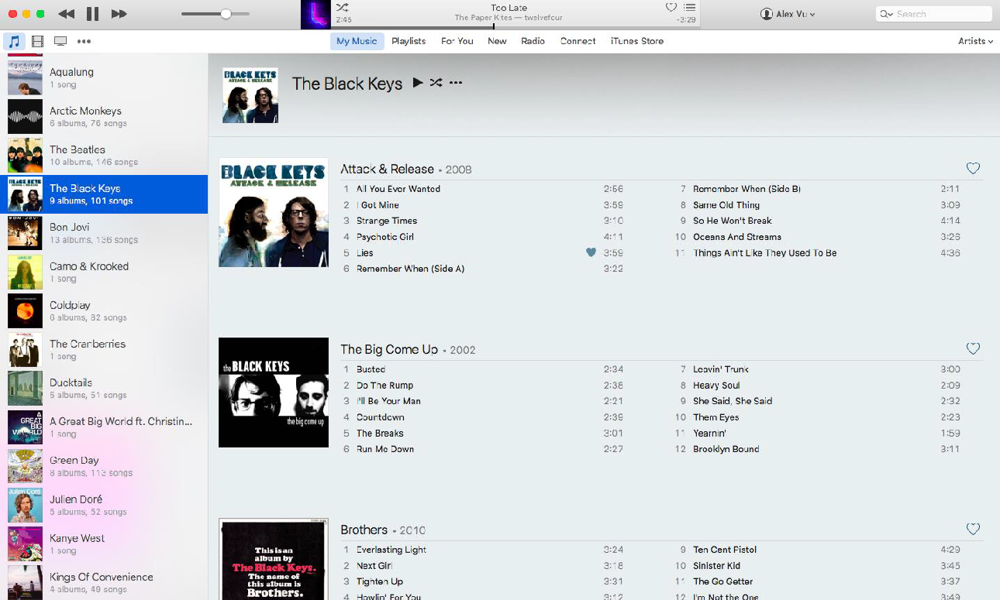 Too Late
The Paper Kites — twelvefour
2:45
-3:29
Alex Vu
Search
My Music Playlists For You New Radio Connect iTunes Store
Artists
Aqualung
1 song
Arctic Monkeys
6 albums, 76 songs
The Beatles
10 albums, 146 songs
The Black Keys
9 albums, 101 songs
Bon Jovi
13 albums, 136 songs
Camo & Krooked
1 song
Coldplay
6 albums, 82 songs
The Cranberries
1 song
Ducktails
5 albums, 51 songs
A Great Big World ft. Christin...
1 song
Green Day
8 albums, 113 songs
Julien Doré
5 albums, 52 songs
Kanye West
1 song
Kings Of Convenience
4 albums, 49 songs
BLACK KEYS
ATTACK & RELEASE
The Black Keys
BLACK KEYS
ATTACK & RELEASE
Attack & Release • 2008
1 All You Ever Wanted 2:56
2 I Got Mine 3:59
3 Strange Times 3:10
4 Psychotic Girl 4:11
5 Lies 3:59
6 Remember When (Side A) 3:22
7 Remember When (Side B) 2:11
8 Same Old Thing 3:09
9 So He Won't Break 4:14
10 Oceans And Streams 3:26
11 Things Ain't Like They Used To Be 4:36
the BLACK KEYS
the big come up
The Big Come Up • 2002
1 Busted 2:34
2 Do The Rump 2:38
3 I'll Be Your Man 2:21
4 Countdown 2:39
5 The Breaks 3:01
6 Run Me Down 2:27
7 Leavin' Trunk 3:00
8 Heavy Soul 2:09
9 She Said, She Said 2:32
10 Them Eyes 2:23
11 Yearnin' 1:59
12 Brooklyn Bound 3:11
This is an
album by
The Black Keys.
The name of
this album is
Brothers.
Brothers • 2010
1 Everlasting Light 3:24
2 Next Girl 3:18
3 Tighten Up 3:31
4 Howlin' For You 3:12
9 Ten Cent Pistol 4:29
10 Sinister Kid 3:45
11 The Go Getter 3:37
12 I'm Not the One 3:49